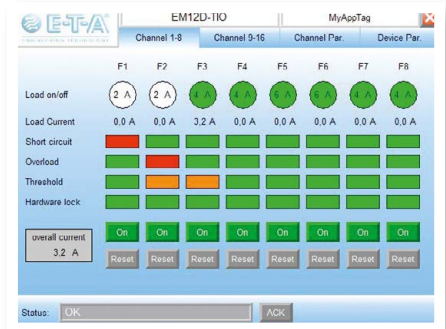 E-T-A
EM12D-TIO
MyAppTag
Channel 1-8
Channel 9-16
Channel Par.
Device Par.
F1 F2 F3 F4 F5 F6 F7 F8
Load on/off 2 A 2 A 4 A 4 A 6 A 6 A 4 A 4 A
Load Current 0,0 A 0,0 A 3,2 A 0,0 A 0,0 A 0,0 A 0,0 A 0,0 A
Short circuit
Overload
Threshold
Hardware lock
overall current
3,2 A
On On On On On On On On
Reset Reset Reset Reset Reset Reset Reset Reset
Status: OK ACK